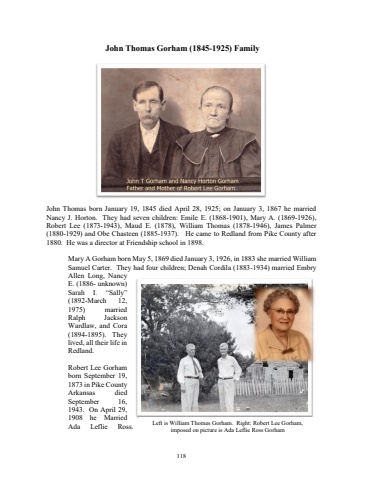 John Thomas Gorham (1845-1925) Family
John T Gorham and Nancy Horton Gorham
Father and Mother of Robert Lee Gorham.
John Thomas born January 19, 1845 died April 28, 1925; on January 3, 1867 he married
Nancy J. Horton. They had seven children: Emile E. (1868-1901), Mary A. (1869-1926),
Robert Lee (1873-1943), Maud E. (1878), William Thomas (1878-1946), James Palmer
(1880-1929) and Obe Chasteen (1885-1937). He came to Redland from Pike County after
1880. He was a director at Friendship school in 1898.
Mary A Gorham born May 5, 1869 died January 3, 1926, in 1883 she married William
Samuel Carter. They had four children; Denah Cordila (1883-1934) married Embry
Allen Long, Nancy
E. (1886- unknown)
Sarah I. “Sally”
(1892-March 12,
1975) married
Ralph Jackson
Wardlaw, and Cora
(1894-1895). They
lived, all their life in
Redland.
Robert Lee Gorham
born September 19,
1873 in Pike County
Arkansas died
September 16,
1943. On April 29,
1908 he Married
Ada Leflie Ross.
Left is William Thomas Gorham. Right: Robert Lee Gorham,
imposed on picture is Ada Leflie Ross Gorham
118